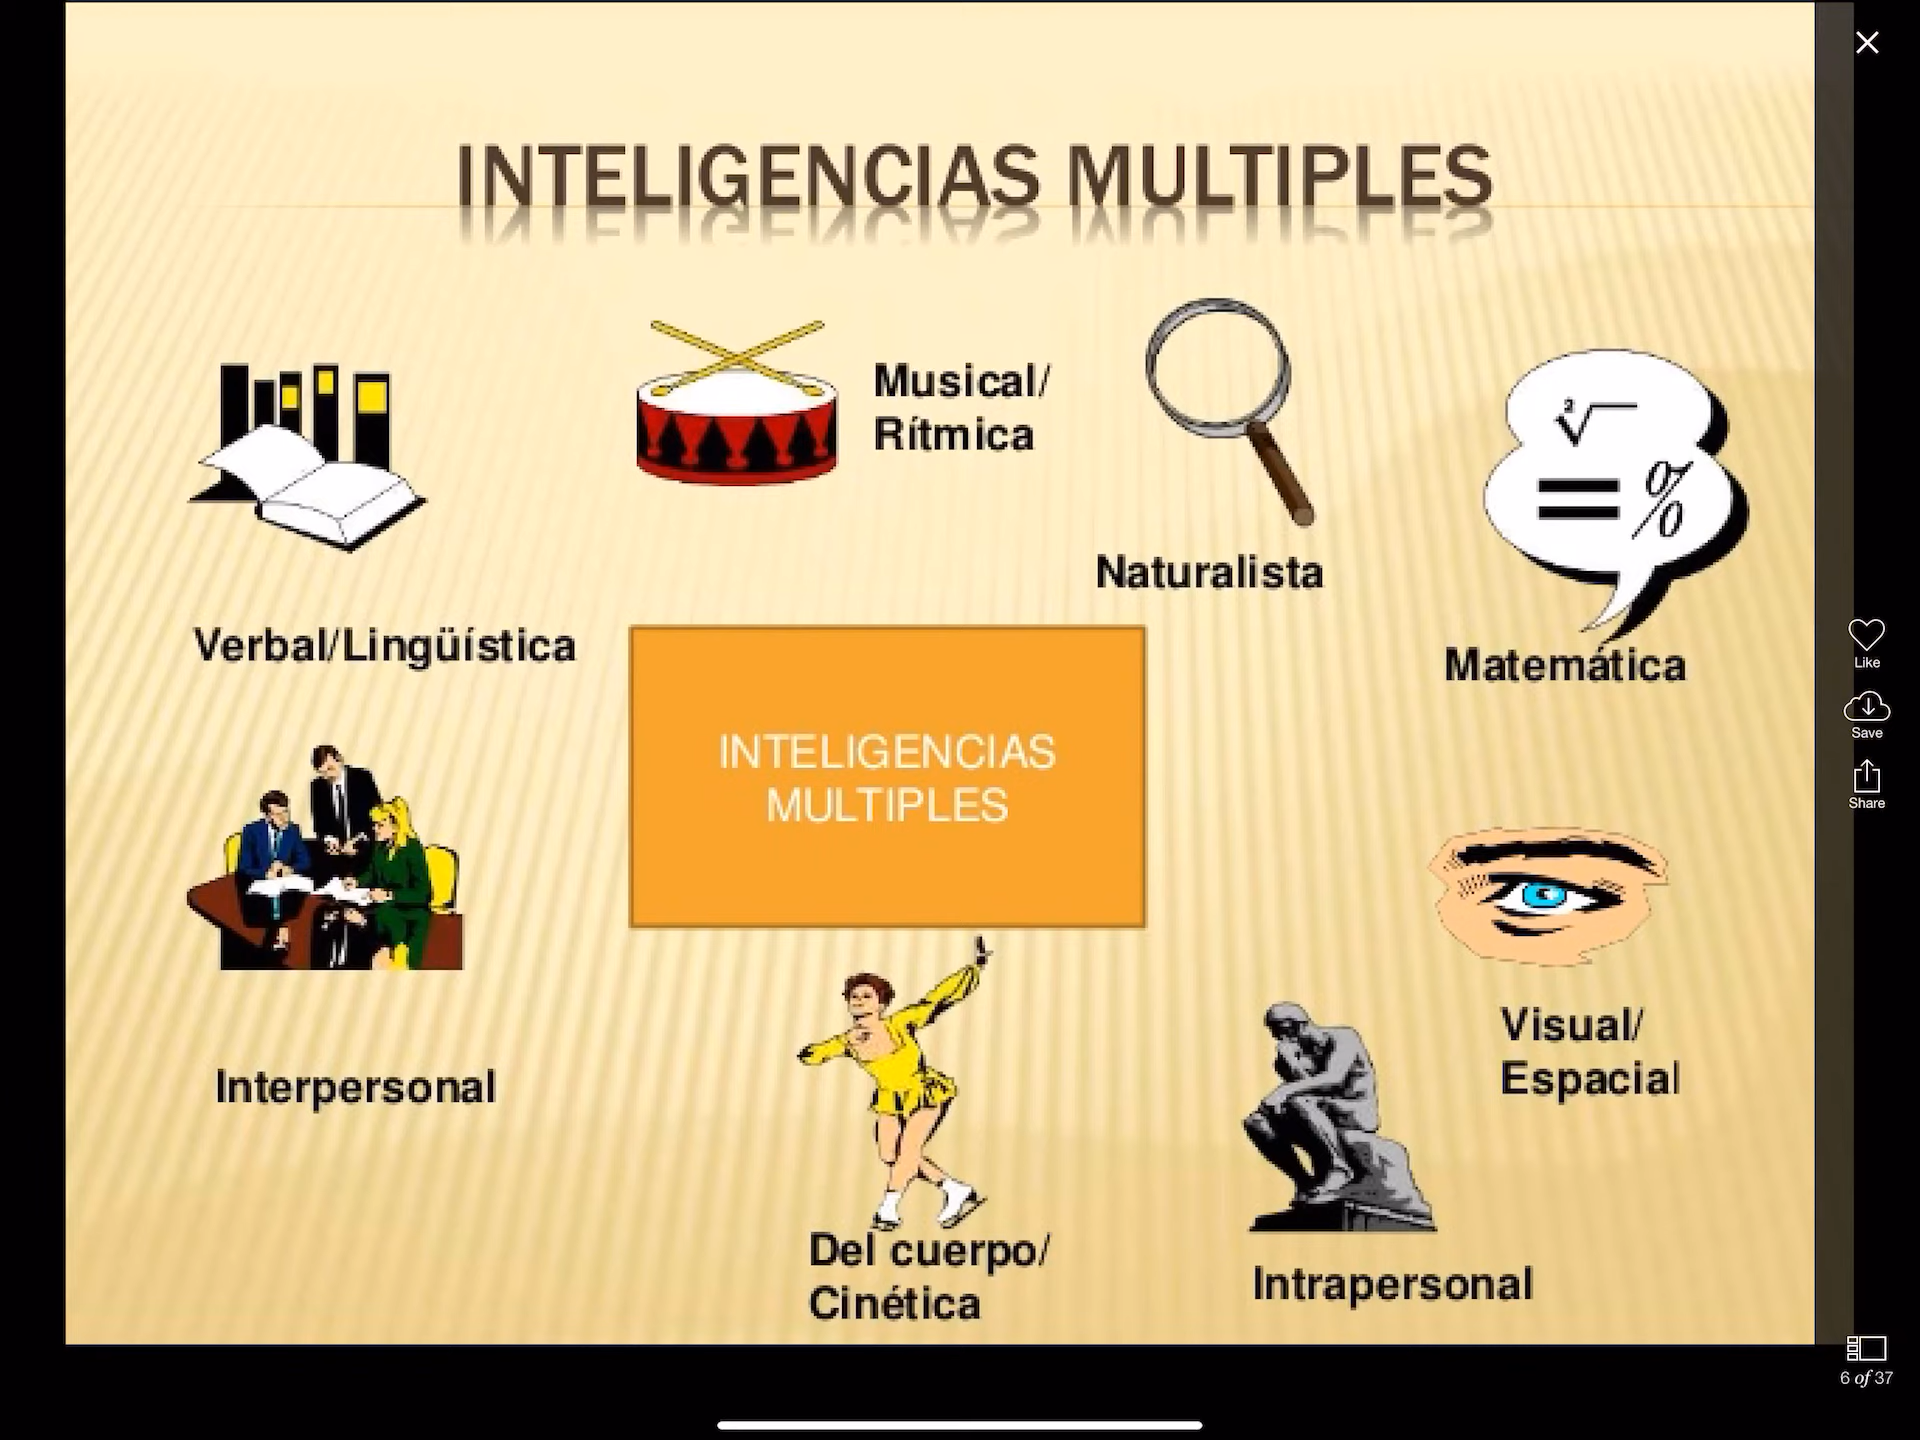 INTELIGENCIAS MULTIPLES
Musical/
Rítmica
Naturalista
∛
=
%
Verbal/Lingüística
Matemática
INTELIGENCIAS
MULTIPLES
Like
Save
Share
Interpersonal
Visual/
Espacial
Del cuerpo/
Cinética
Intrapersonal
6 of 37